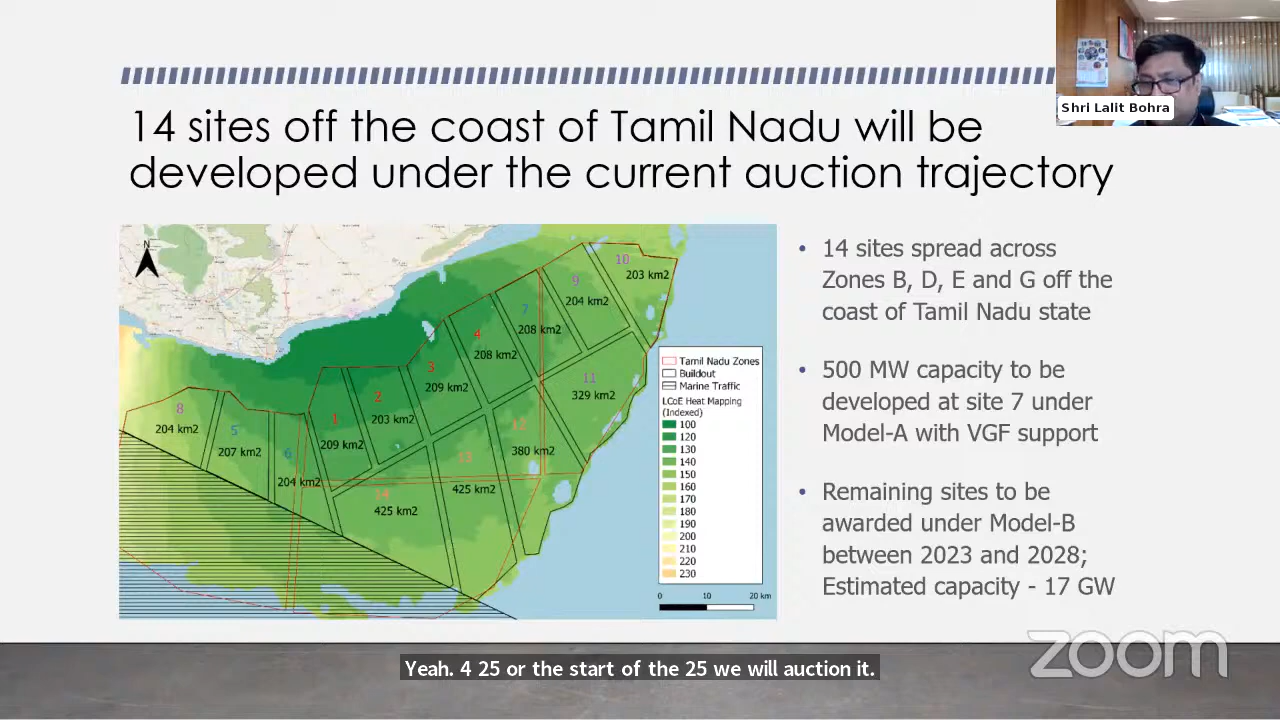 Shri Lalit Bohra
14 sites off the coast of Tamil Nadu will be
developed under the current auction trajectory
N
10
203 km2
9
204 km2
7
208 km2
4
208 km2
3
209 km2
11
329 km2
2
203 km2
1
209 km2
8
204 km2
5
207 km2
6
204 km2
12
380 km2
13
425 km2
14
425 km2
Tamil Nadu Zones
Buildout
Marine Traffic
LCoE Heat Mapping
(Indexed)
100
120
130
140
150
160
170
180
190
200
210
220
230
0 10 20 km
• 14 sites spread across
Zones B, D, E and G off the
coast of Tamil Nadu state
• 500 MW capacity to be
developed at site 7 under
Model-A with VGF support
• Remaining sites to be
awarded under Model-B
between 2023 and 2028;
Estimated capacity - 17 GW
zoom
Yeah. 4 25 or the start of the 25 we will auction it.